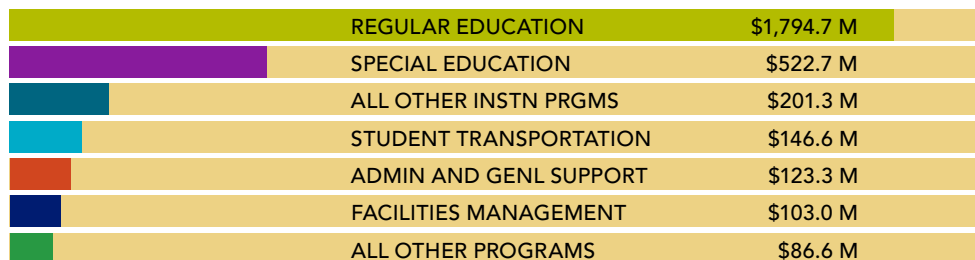 REGULAR EDUCATION $1,794.7 M
SPECIAL EDUCATION $522.7 M
ALL OTHER INSTN PRGMS $201.3 M
STUDENT TRANSPORTATION $146.6 M
ADMIN AND GENL SUPPORT $123.3 M
FACILITIES MANAGEMENT $103.0 M
ALL OTHER PROGRAMS $86.6 M